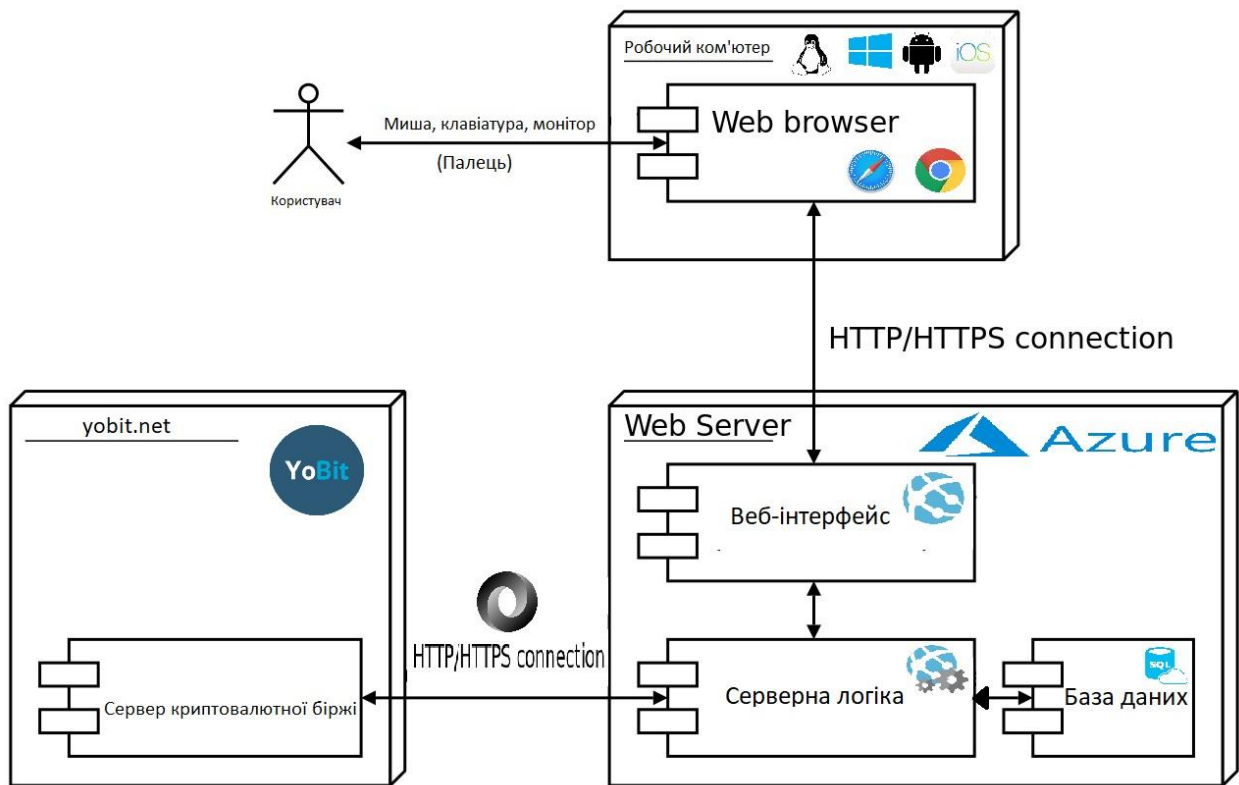 Робочий ком'ютер
iOS
Web browser
Миша, клавіатура, монітор
(Палець)
Користувач
HTTP/HTTPS connection
yobit.net
YoBit
Web Server
Azure
Веб-інтерфейс
HTTP/HTTPS connection
Сервер криптовалютної біржі
Серверна логіка
SQL
База даних